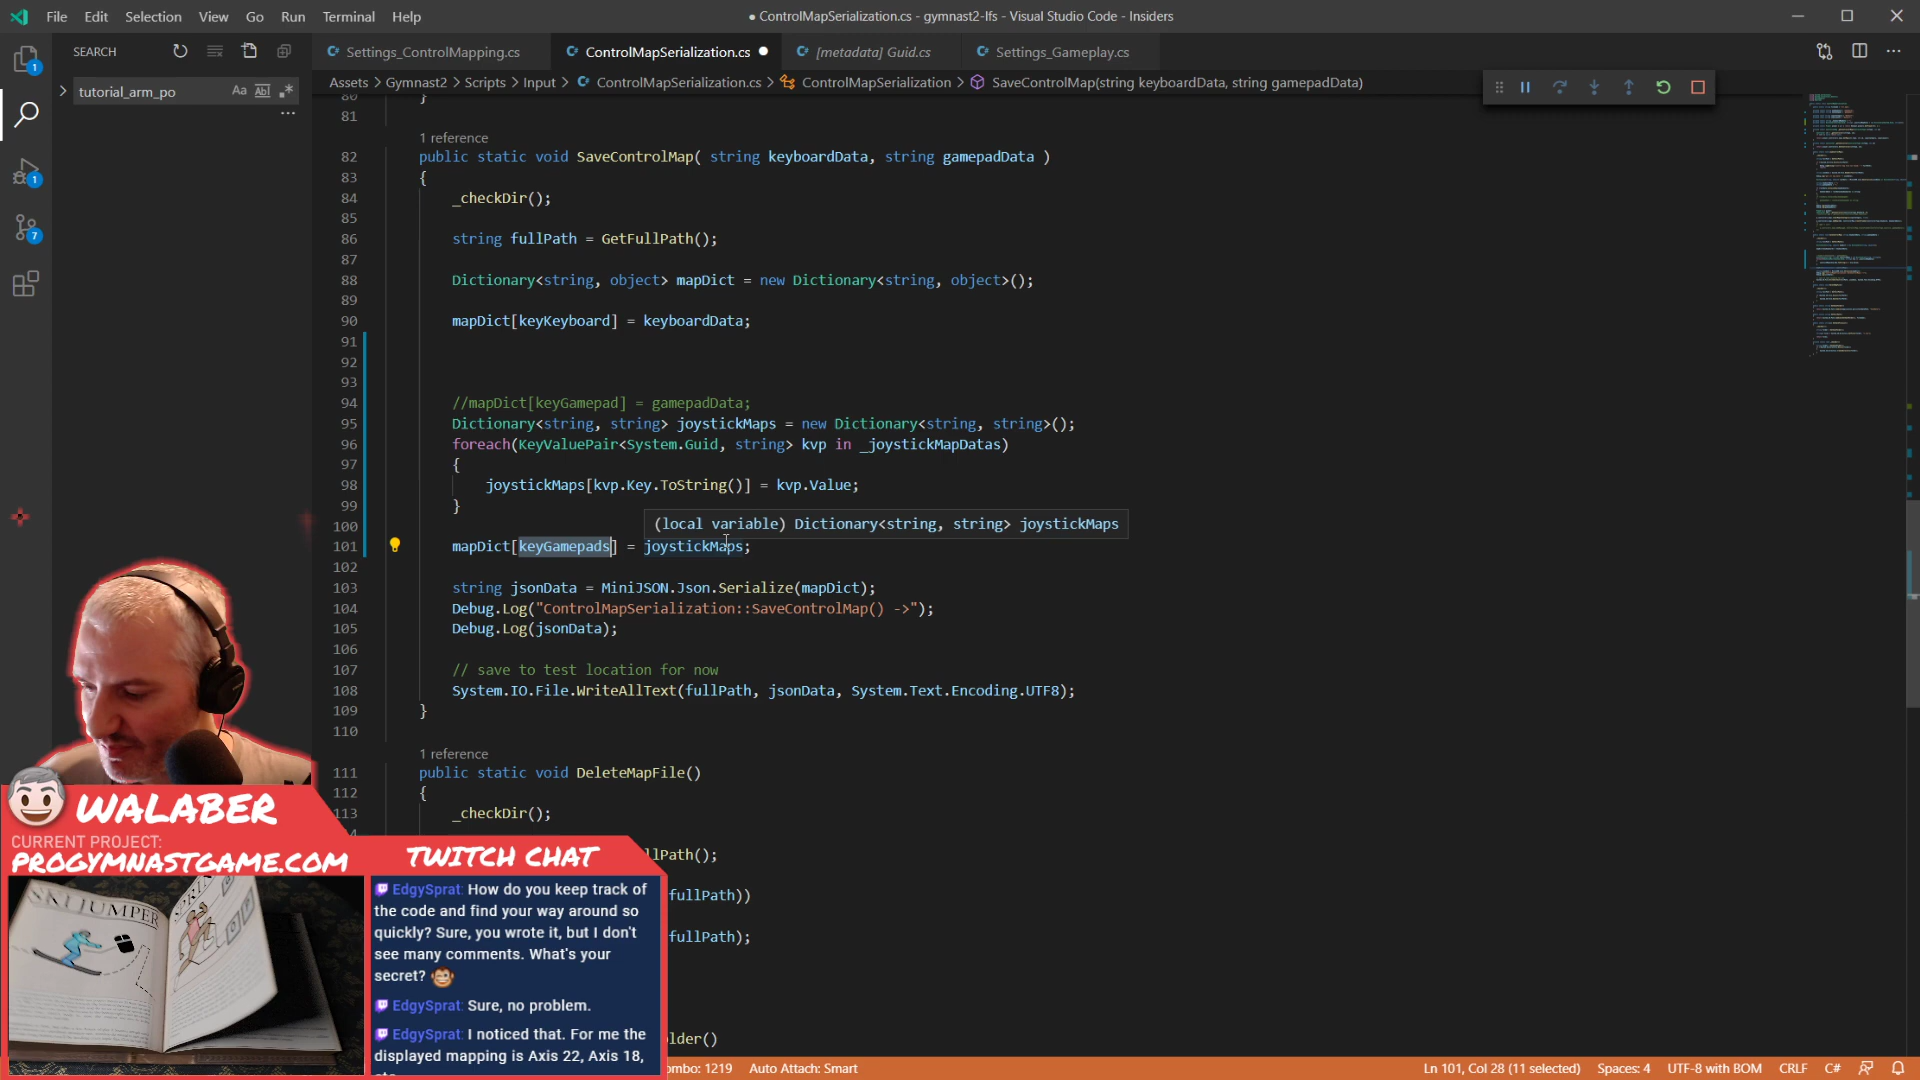 File Edit Selection View Go Run Terminal Help
● ControlMapSerialization.cs - gymnast2-lfs - Visual Studio Code - Insiders
SEARCH
Settings_ControlMapping.cs
ControlMapSerialization.cs
[metadata] Guid.cs
Settings_Gameplay.cs
tutorial_arm_po
Assets > Gymnast2 > Scripts > Input > ControlMapSerialization.cs > ControlMapSerialization > SaveControlMap(string keyboardData, string gamepadData)
80 }
81
1 reference
82 public static void SaveControlMap( string keyboardData, string gamepadData )
83 {
84 _checkDir();
85
86 string fullPath = GetFullPath();
87
88 Dictionary<string, object> mapDict = new Dictionary<string, object>();
89
90 mapDict[keyKeyboard] = keyboardData;
91
92
93
94 //mapDict[keyGamepad] = gamepadData;
95 Dictionary<string, string> joystickMaps = new Dictionary<string, string>();
96 foreach(KeyValuePair<System.Guid, string> kvp in _joystickMapDatas)
97 {
98 joystickMaps[kvp.Key.ToString()] = kvp.Value;
99 }
100
(local variable) Dictionary<string, string> joystickMaps
101 mapDict[keyGamepads] = joystickMaps;
102
103 string jsonData = MiniJSON.Json.Serialize(mapDict);
104 Debug.Log("ControlMapSerialization::SaveControlMap() ->");
105 Debug.Log(jsonData);
106
107 // save to test location for now
108 System.IO.File.WriteAllText(fullPath, jsonData, System.Text.Encoding.UTF8);
109 }
110
1 reference
111 public static void DeleteMapFile()
112 {
113 _checkDir();
llPath();
fullPath))
fullPath);
lder()
WALABER
CURRENT PROJECT:
PROGYMNASTGAME.COM
SKI JUMPER
TWITCH CHAT
EdgySprat: How do you keep track of
the code and find your way around so
quickly? Sure, you wrote it, but I don't
see many comments. What's your
secret?
EdgySprat: Sure, no problem.
EdgySprat: I noticed that. For me the
displayed mapping is Axis 22, Axis 18,
ombo: 1219 Auto Attach: Smart
Ln 101, Col 28 (11 selected) Spaces: 4 UTF-8 with BOM CRLF C#